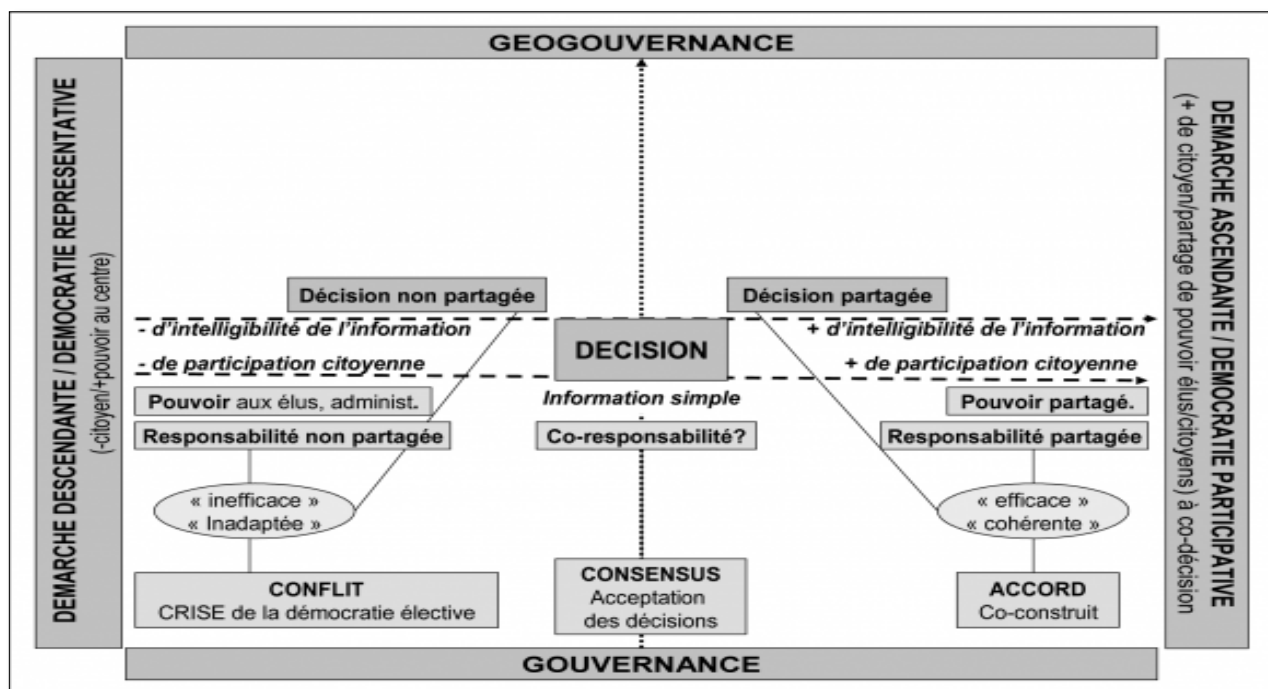 GEOGOUVERNANCE
DEMARCHE DESCENDANTE / DEMOCRATIE REPRESENTATIVE
(-citoyen/+pouvoir au centre)
Décision non partagée
Décision partagée
- d'intelligibilité de l'information
DECISION
+ d'intelligibilité de l'information
- de participation citoyenne
+ de participation citoyenne
Pouvoir aux élus, administ.
Information simple
Pouvoir partagé.
Responsabilité non partagée
Co-responsabilité?
Responsabilité partagée
« inefficace »
« Inadaptée »
« efficace »
« cohérente »
CONFLIT
CRISE de la démocratie élective
CONSENSUS
Acceptation
des décisions
ACCORD
Co-construit
DEMARCHE ASCENDANTE / DEMOCRATIE PARTICIPATIVE
(+ de citoyen/partage de pouvoir élus/citoyens) à co-décision
GOUVERNANCE